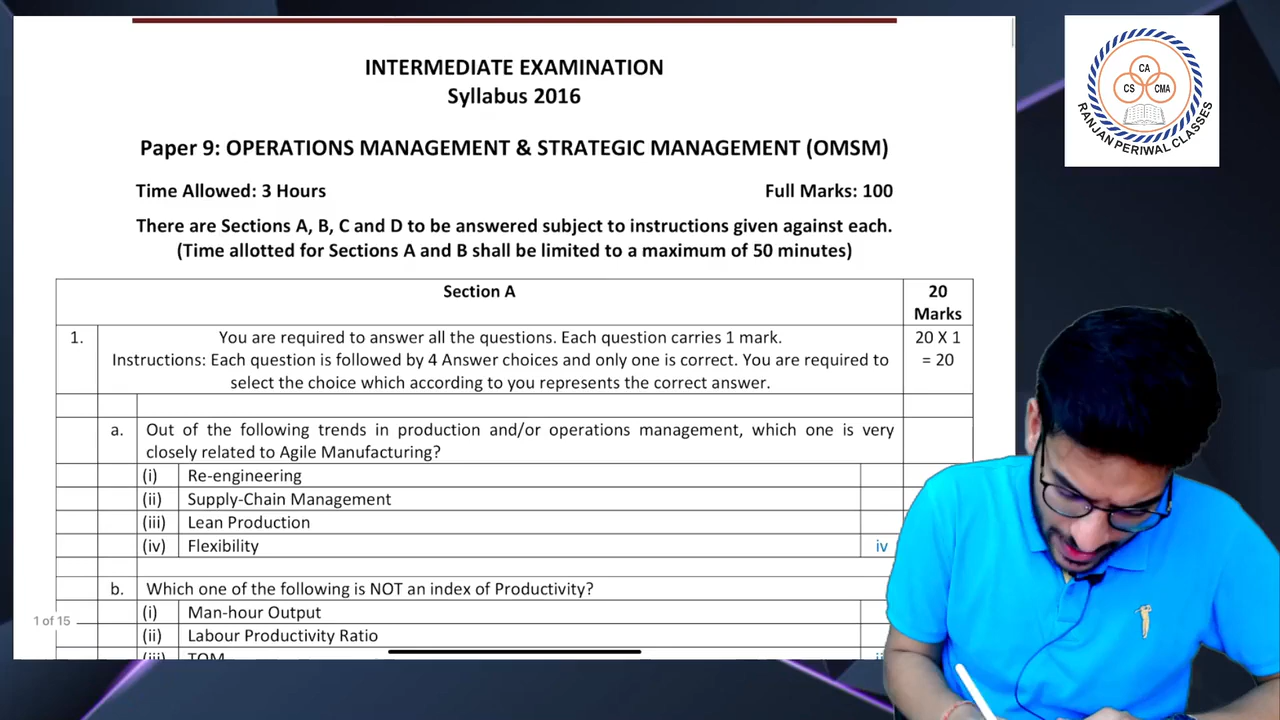 INTERMEDIATE EXAMINATION
Syllabus 2016
Paper 9: OPERATIONS MANAGEMENT & STRATEGIC MANAGEMENT (OMSM)
Time Allowed: 3 Hours Full Marks: 100
There are Sections A, B, C and D to be answered subject to instructions given against each.
(Time allotted for Sections A and B shall be limited to a maximum of 50 minutes)
Section A 20
Marks
1. You are required to answer all the questions. Each question carries 1 mark. 20 X 1
Instructions: Each question is followed by 4 Answer choices and only one is correct. You are required to = 20
select the choice which according to you represents the correct answer.
a. Out of the following trends in production and/or operations management, which one is very
closely related to Agile Manufacturing?
(i) Re-engineering
(ii) Supply-Chain Management
(iii) Lean Production
(iv) Flexibility iv
b. Which one of the following is NOT an index of Productivity?
(i) Man-hour Output
1 of 15
(ii) Labour Productivity Ratio
(iii) TQM
CA
CS CMA
RANJAN PERIWAL CLASSES